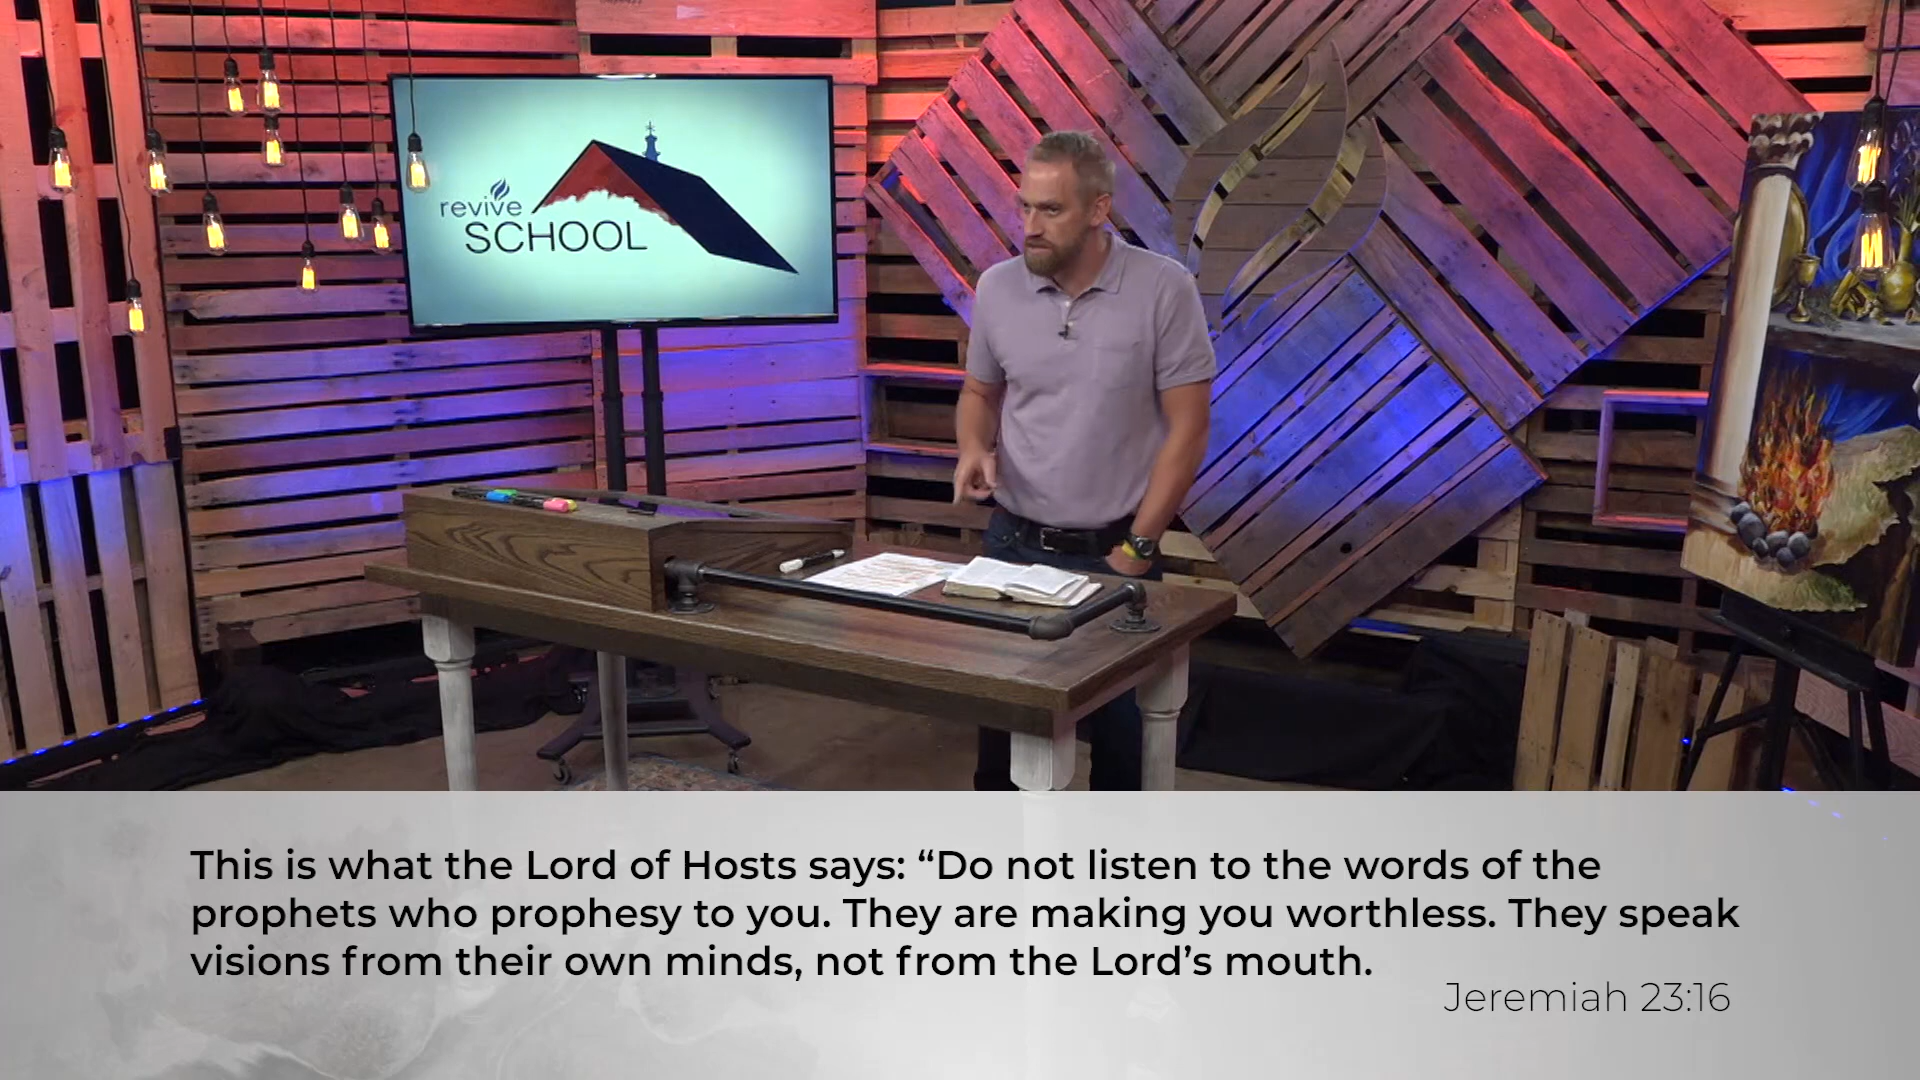 revive
SCHOOL
This is what the Lord of Hosts says: “Do not listen to the words of the
prophets who prophesy to you. They are making you worthless. They speak
visions from their own minds, not from the Lord’s mouth.
Jeremiah 23:16